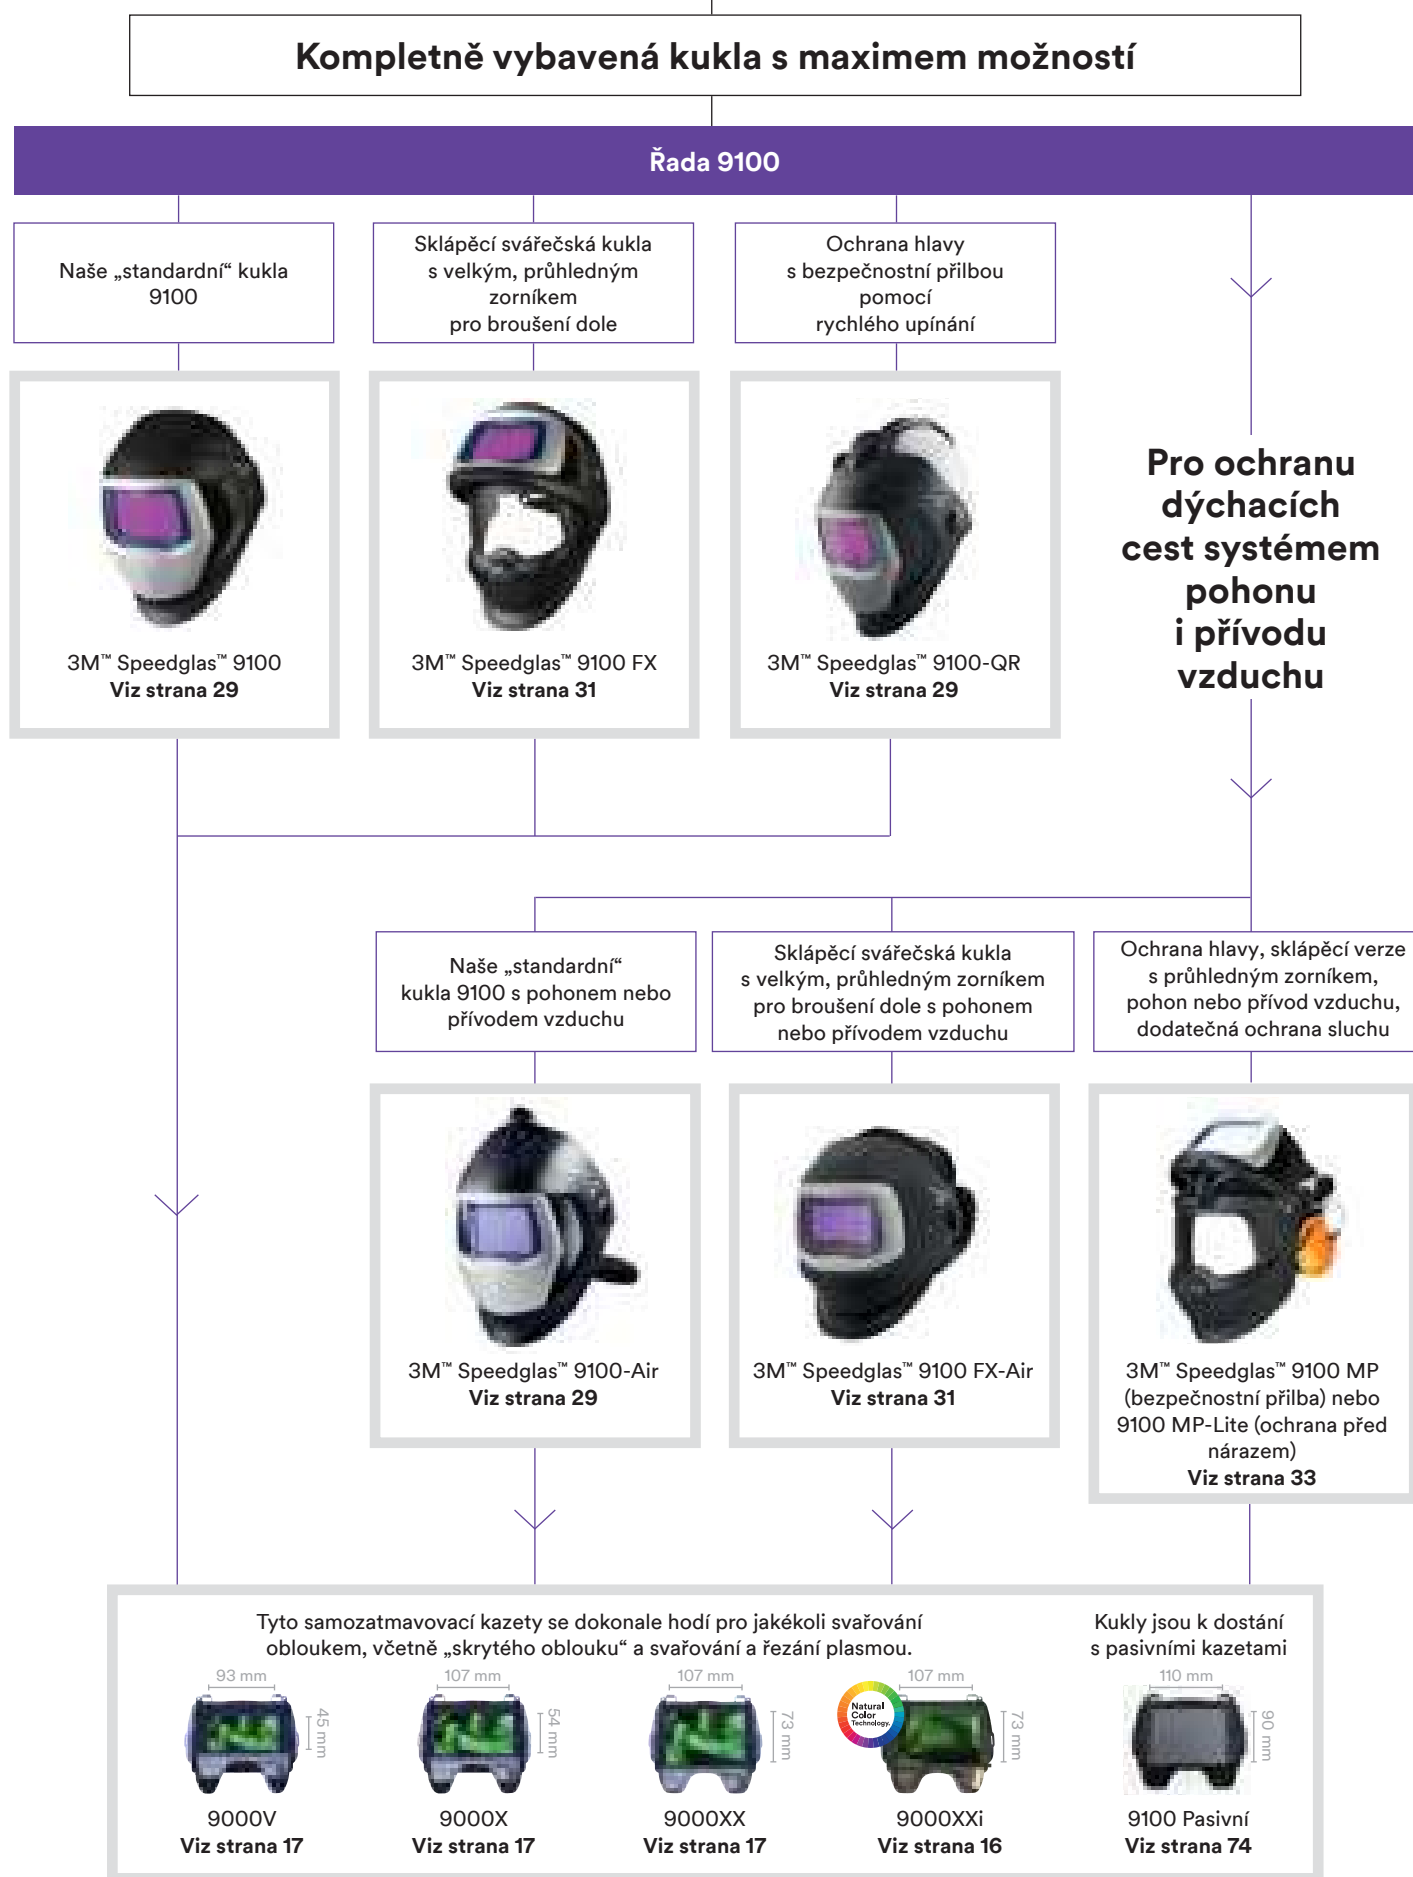 Kompletně vybavená kukla s maximem možností
Řada 9100
Naše „standardní“ kukla
9100
Sklápěcí svářečská kukla
s velkým, průhledným
zorníkem
pro broušení dole
Ochrana hlavy
s bezpečnostní přilbou
pomocí
rychlého upínání
3M™ Speedglas™ 9100
Viz strana 29
3M™ Speedglas™ 9100 FX
Viz strana 31
3M™ Speedglas™ 9100-QR
Viz strana 29
Pro ochranu
dýchacích
cest systémem
pohonu
i přívodu
vzduchu
Naše „standardní“
kukla 9100 s pohonem nebo
přívodem vzduchu
Sklápěcí svářečská kukla
s velkým, průhledným zorníkem
pro broušení dole s pohonem
nebo přívodem vzduchu
Ochrana hlavy, sklápěcí verze
s průhledným zorníkem,
pohon nebo přívod vzduchu,
dodatečná ochrana sluchu
3M™ Speedglas™ 9100-Air
Viz strana 29
3M™ Speedglas™ 9100 FX-Air
Viz strana 31
3M™ Speedglas™ 9100 MP
(bezpečnostní přilba) nebo
9100 MP-Lite (ochrana před
nárazem)
Viz strana 33
Tyto samozatmavovací kazety se dokonale hodí pro jakékoli svařování
obloukem, včetně „skrytého oblouku“ a svařování a řezání plasmou.
Kukly jsou k dostání
s pasivními kazetami
93 mm
45 mm
9000V
Viz strana 17
107 mm
54 mm
9000X
Viz strana 17
107 mm
73 mm
9000XX
Viz strana 17
107 mm
Natural
Color
Technology.
73 mm
9000XXi
Viz strana 16
110 mm
90 mm
9100 Pasivní
Viz strana 74